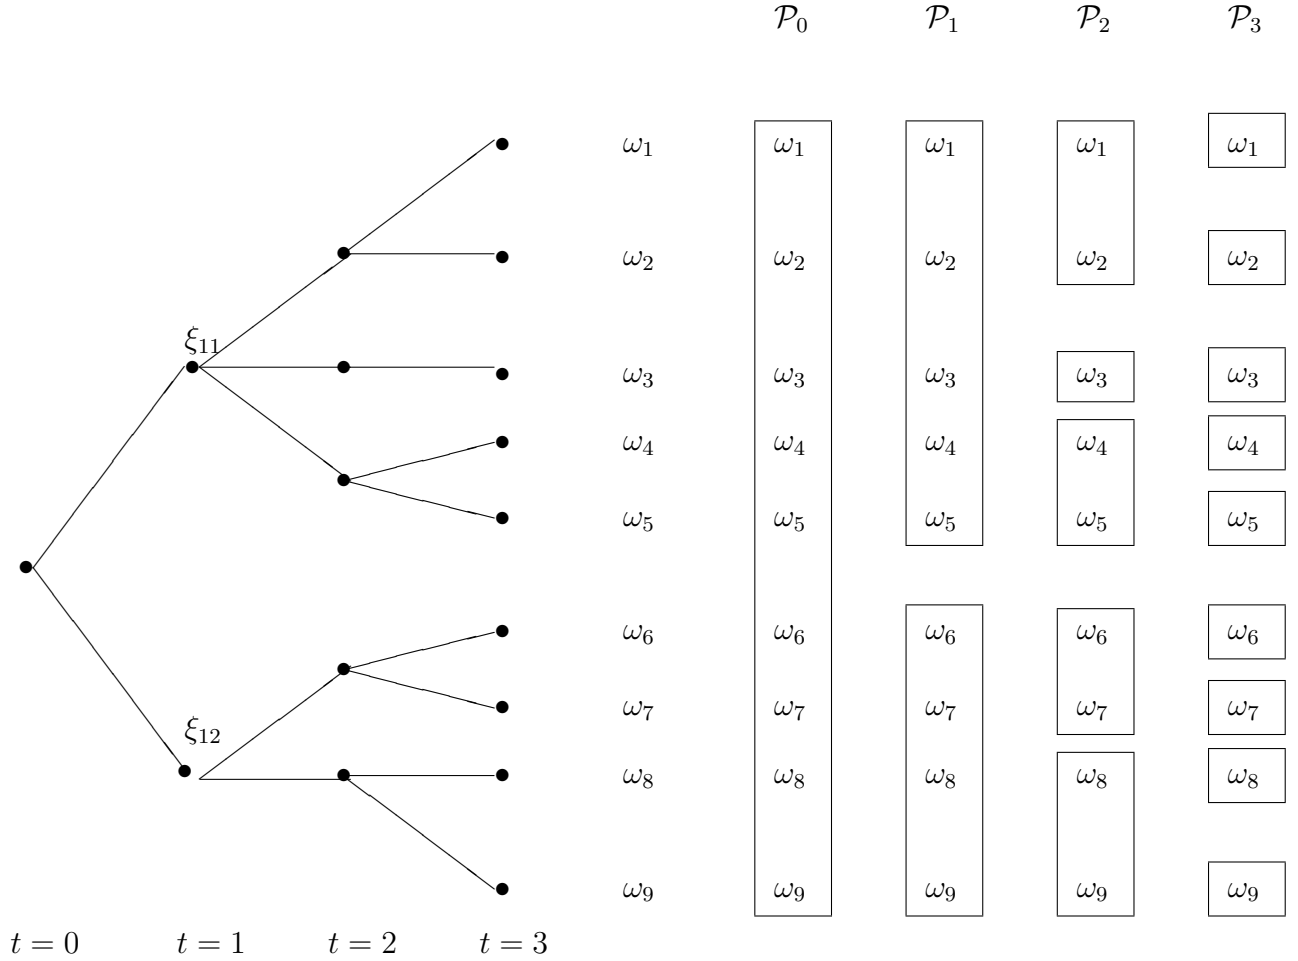 𝒫₀ 𝒫₁ 𝒫₂ 𝒫₃
ω₁ ω₁ ω₁ ω₁ ω₁
ω₂ ω₂ ω₂ ω₂ ω₂
ξ₁₁
ω₃ ω₃ ω₃ ω₃ ω₃
ω₄ ω₄ ω₄ ω₄ ω₄
ω₅ ω₅ ω₅ ω₅ ω₅
ω₆ ω₆ ω₆ ω₆ ω₆
ω₇ ω₇ ω₇ ω₇ ω₇
ξ₁₂
ω₈ ω₈ ω₈ ω₈ ω₈
ω₉ ω₉ ω₉ ω₉ ω₉
t = 0 t = 1 t = 2 t = 3